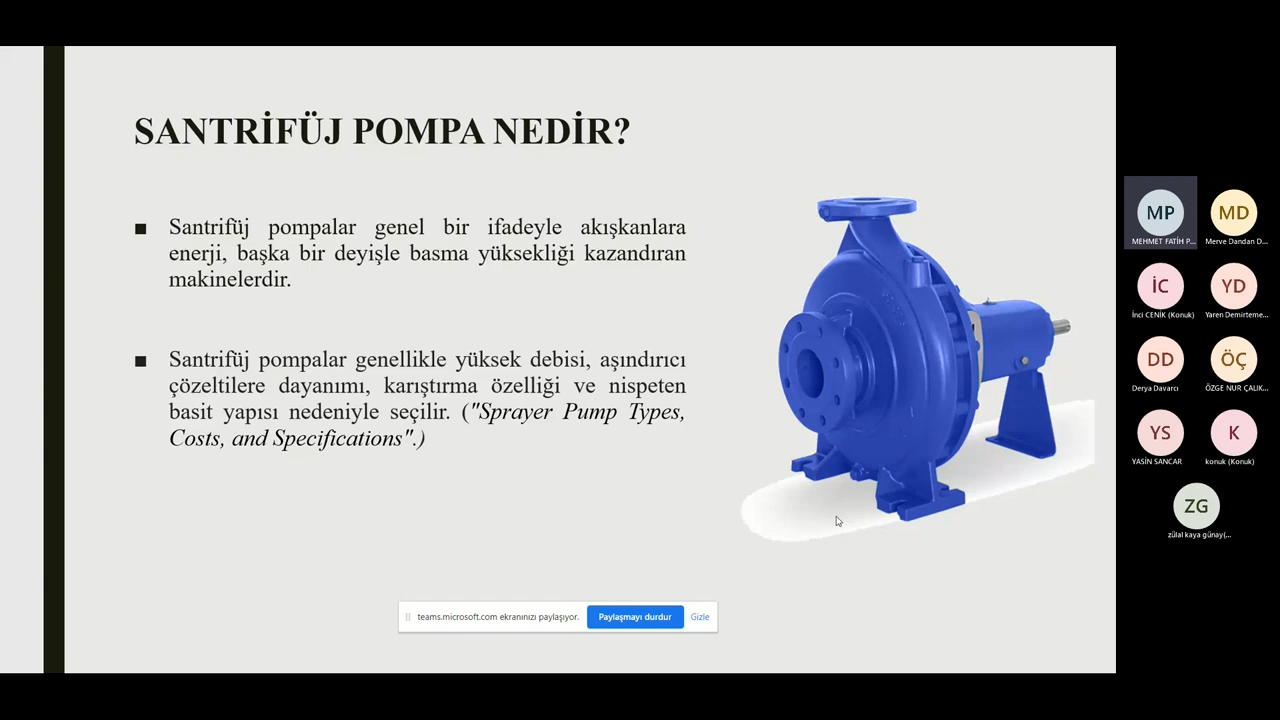 SANTRİFÜJ POMPA NEDİR?
■ Santrifüj pompalar genel bir ifadeyle akışkanlara
enerji, başka bir deyişle basma yüksekliği kazandıran
makinelerdir.
■ Santrifüj pompalar genellikle yüksek debisi, aşındırıcı
çözeltilere dayanımı, karıştırma özelliği ve nispeten
basit yapısı nedeniyle seçilir. ("Sprayer Pump Types,
Costs, and Specifications".)
teams.microsoft.com ekranınızı paylaşıyor. Paylaşmayı durdur Gizle
MP MD
MEHMET FATİH P... Merve Dandan D...
İC YD
İnci CENİK (Konuk) Yaren Demirteme...
DD ÖÇ
Derya Davarcı ÖZGE NUR ÇALIK...
YS K
YASİN SANCAR konuk (Konuk)
ZG
zülal kaya günay(...